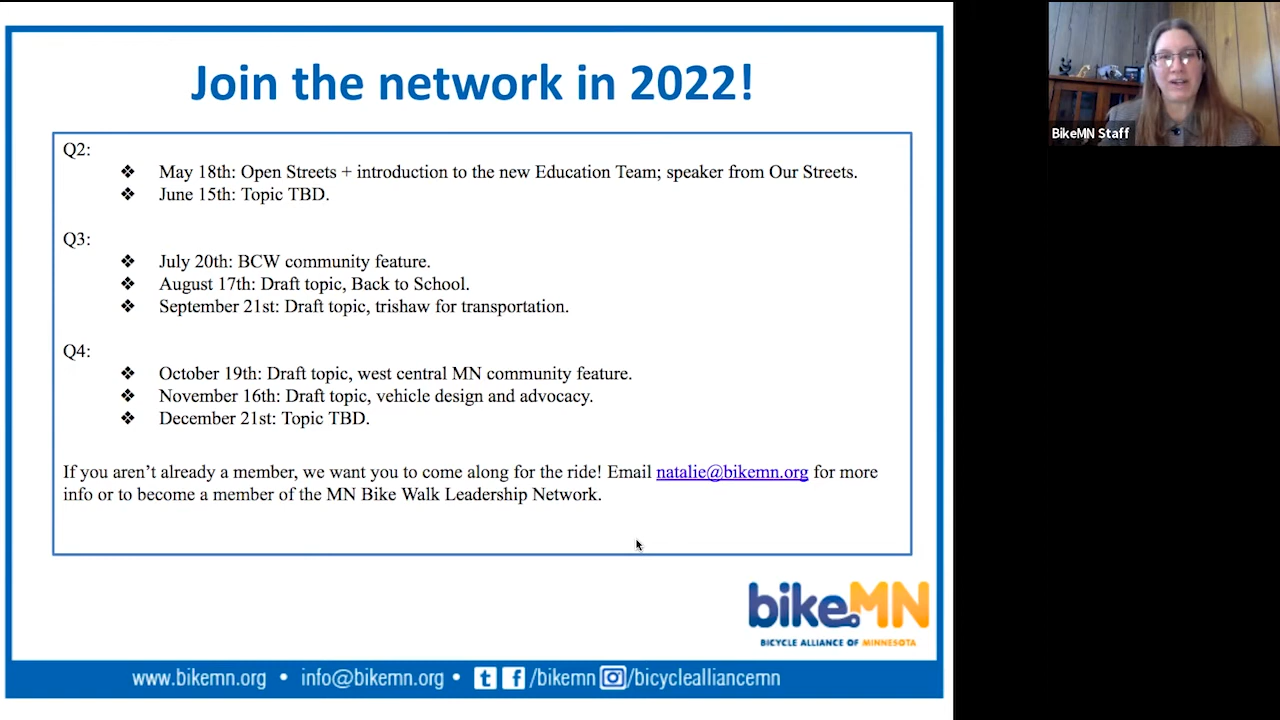 Join the network in 2022!
Q2:
❖ May 18th: Open Streets + introduction to the new Education Team; speaker from Our Streets.
❖ June 15th: Topic TBD.
Q3:
❖ July 20th: BCW community feature.
❖ August 17th: Draft topic, Back to School.
❖ September 21st: Draft topic, trishaw for transportation.
Q4:
❖ October 19th: Draft topic, west central MN community feature.
❖ November 16th: Draft topic, vehicle design and advocacy.
❖ December 21st: Topic TBD.
If you aren’t already a member, we want you to come along for the ride! Email natalie@bikemn.org for more
info or to become a member of the MN Bike Walk Leadership Network.
bikeMN
BICYCLE ALLIANCE OF MINNESOTA
www.bikemn.org • info@bikemn.org • t f /bikemn /bicyclealliancemn
BikeMN Staff